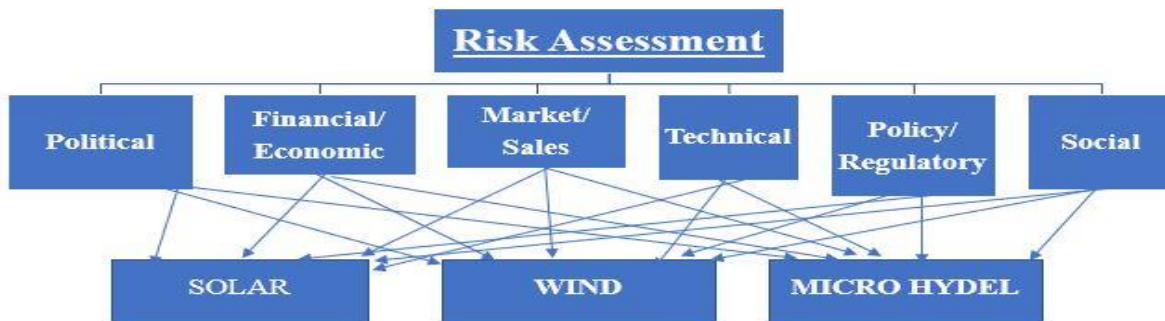 Risk Assessment
Political
Financial/
Economic
Market/
Sales
Technical
Policy/
Regulatory
Social
SOLAR
WIND
MICRO HYDEL